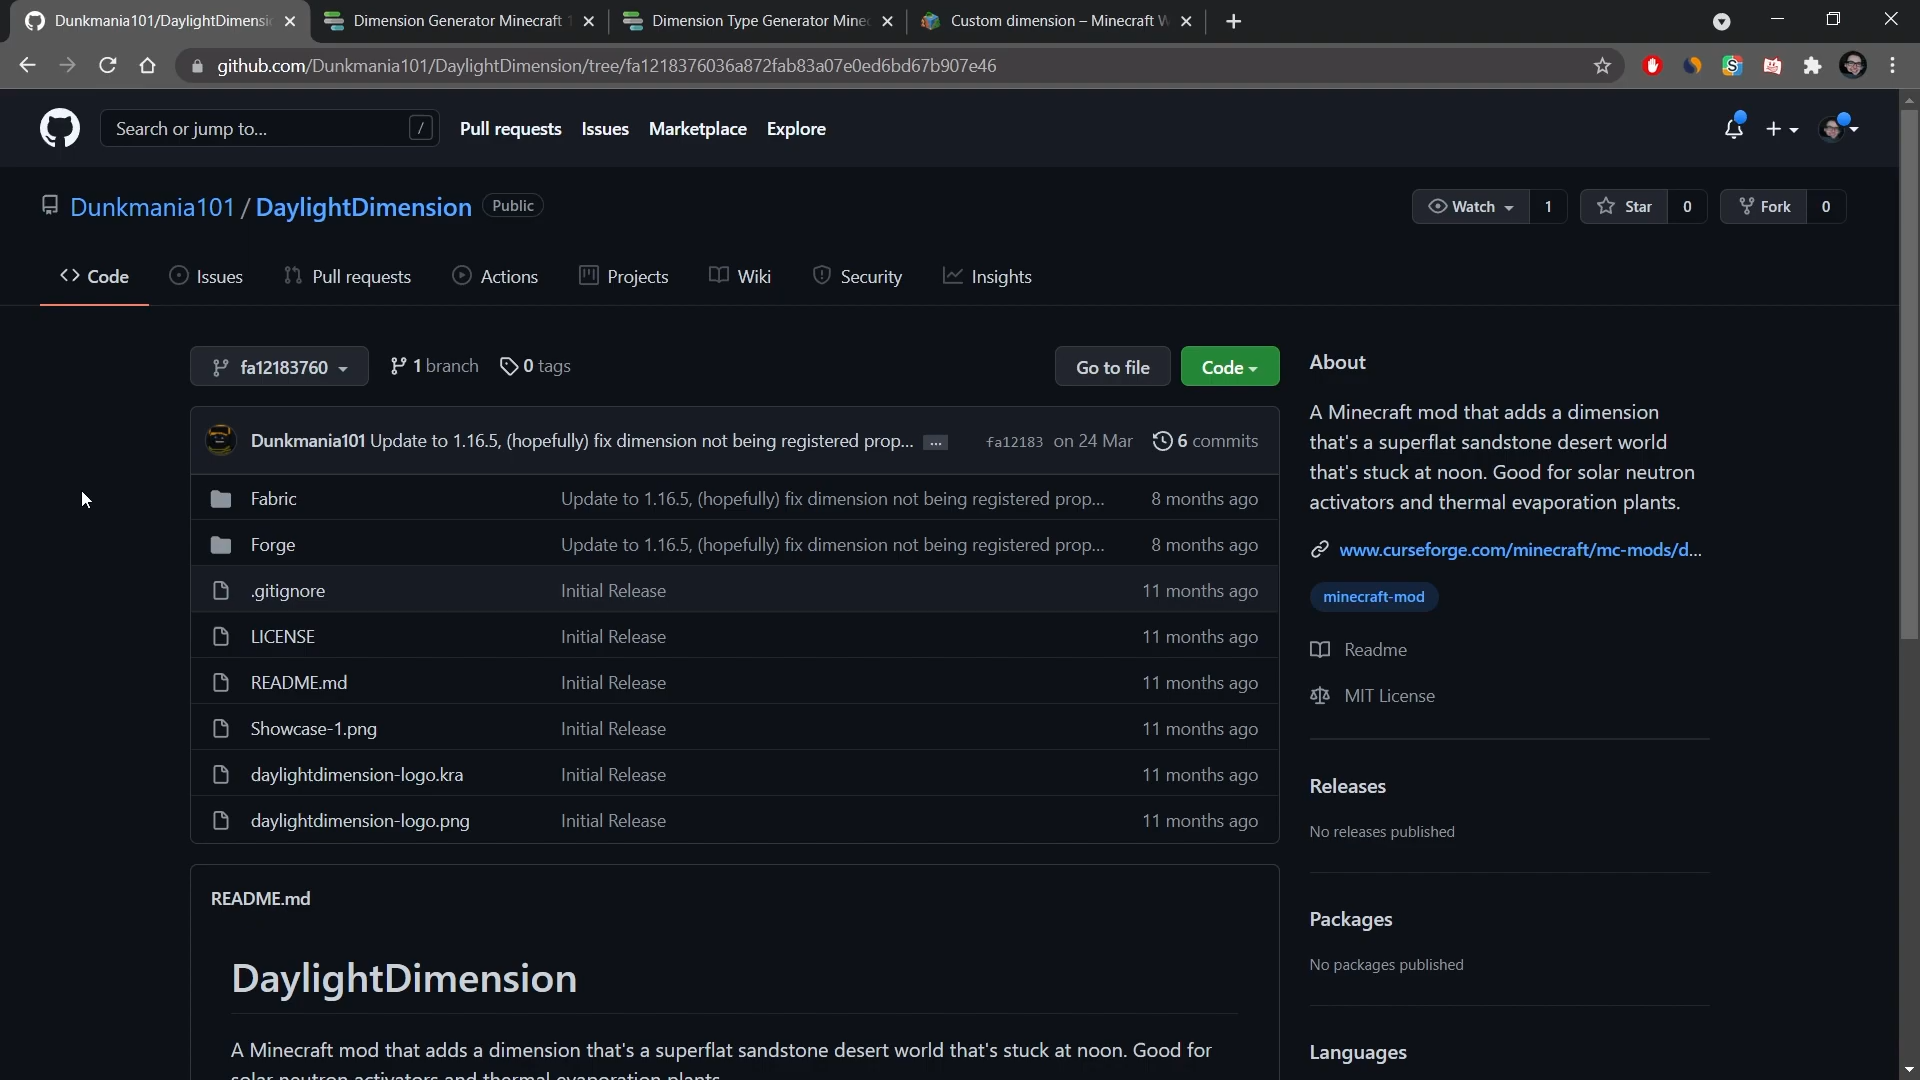 Dunkmania101/DaylightDimensi
Dimension Generator Minecraft 1
Dimension Type Generator Mine
Custom dimension – Minecraft W
github.com/Dunkmania101/DaylightDimension/tree/fa1218376036a872fab83a07e0ed6bd67b907e46
Search or jump to...
/
Pull requests
Issues
Marketplace
Explore
Dunkmania101 / DaylightDimension
Public
Watch
1
Star
0
Fork
0
Code
Issues
Pull requests
Actions
Projects
Wiki
Security
Insights
fa12183760
1 branch
0 tags
Go to file
Code
About
A Minecraft mod that adds a dimension
that's a superflat sandstone desert world
that's stuck at noon. Good for solar neutron
activators and thermal evaporation plants.
www.curseforge.com/minecraft/mc-mods/d...
minecraft-mod
Readme
MIT License
Dunkmania101 Update to 1.16.5, (hopefully) fix dimension not being registered prop... ... fa12183 on 24 Mar 6 commits
Fabric Update to 1.16.5, (hopefully) fix dimension not being registered prop... 8 months ago
Forge Update to 1.16.5, (hopefully) fix dimension not being registered prop... 8 months ago
.gitignore Initial Release 11 months ago
LICENSE Initial Release 11 months ago
README.md Initial Release 11 months ago
Showcase-1.png Initial Release 11 months ago
daylightdimension-logo.kra Initial Release 11 months ago
daylightdimension-logo.png Initial Release 11 months ago
Releases
No releases published
Packages
No packages published
Languages
README.md
DaylightDimension
A Minecraft mod that adds a dimension that's a superflat sandstone desert world that's stuck at noon. Good for
solar neutron activators and thermal evaporation plants.